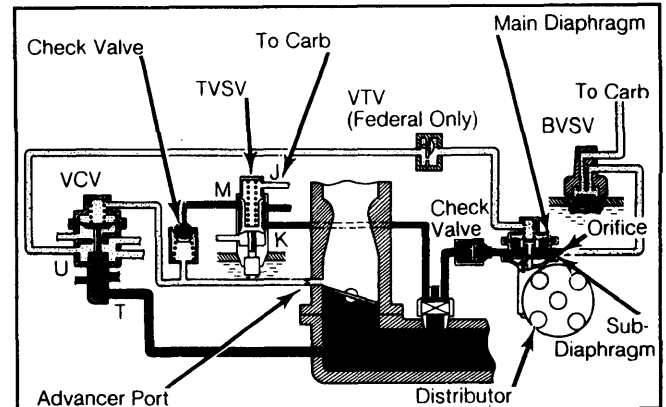 Main Diaphragm
Check Valve
To Carb
TVSV
VTV
(Federal Only)
To Carb
BVSV
VCV
M
J
K
Check
Valve
Orifice
U
T
Sub-
Diaphragm
Advancer Port
Distributor